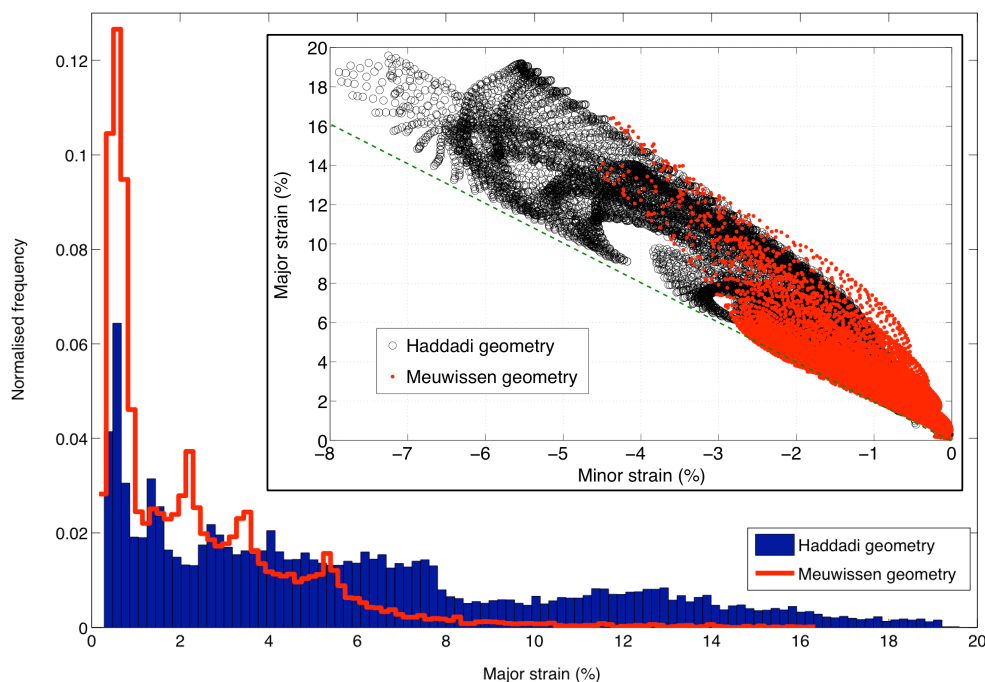 0.12
0.1
0.08
0.06
0.04
0.02
0
Normalised frequency
0 2 4 6 8 10 12 14 16 18 20
Major strain (%)
20
18
16
14
12
10
8
6
4
2
0
Major strain (%)
−8 −7 −6 −5 −4 −3 −2 −1 0
Minor strain (%)
Haddadi geometry
Meuwissen geometry
Haddadi geometry
Meuwissen geometry